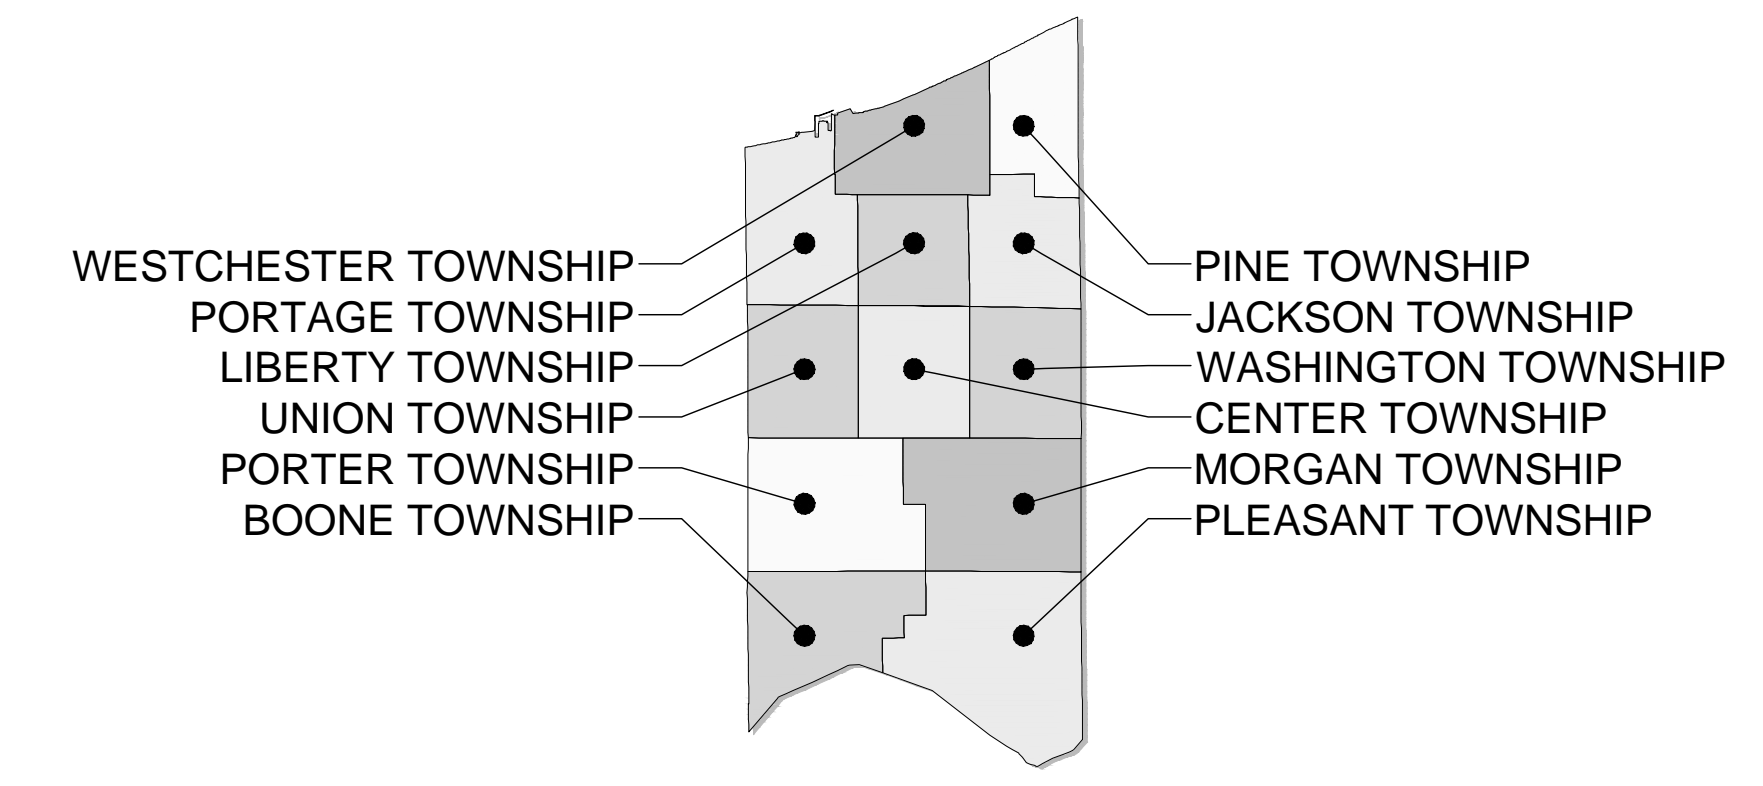 WESTCHESTER TOWNSHIP
PORTAGE TOWNSHIP
LIBERTY TOWNSHIP
UNION TOWNSHIP
PORTER TOWNSHIP
BOONE TOWNSHIP
PINE TOWNSHIP
JACKSON TOWNSHIP
WASHINGTON TOWNSHIP
CENTER TOWNSHIP
MORGAN TOWNSHIP
PLEASANT TOWNSHIP